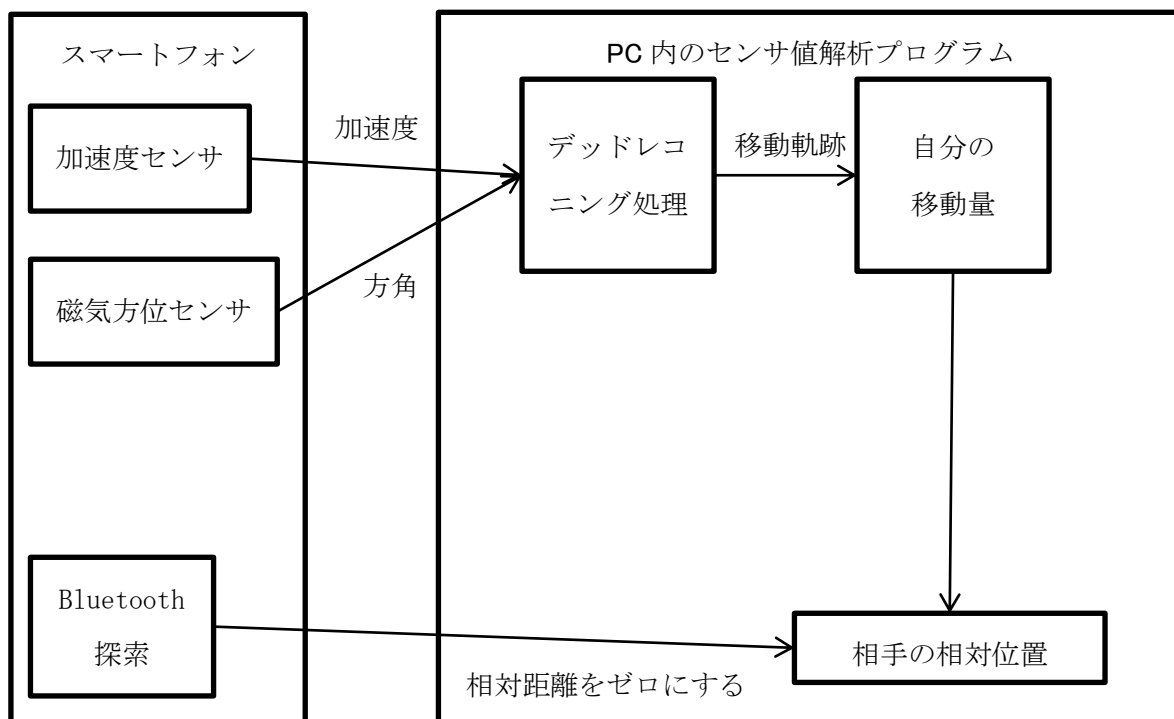 スマートフォン
PC 内のセンサ値解析プログラム
加速度センサ
加速度
デッドレコ
ニング処理
移動軌跡
自分の
移動量
磁気方位センサ
方角
Bluetooth
探索
相対距離をゼロにする
相手の相対位置